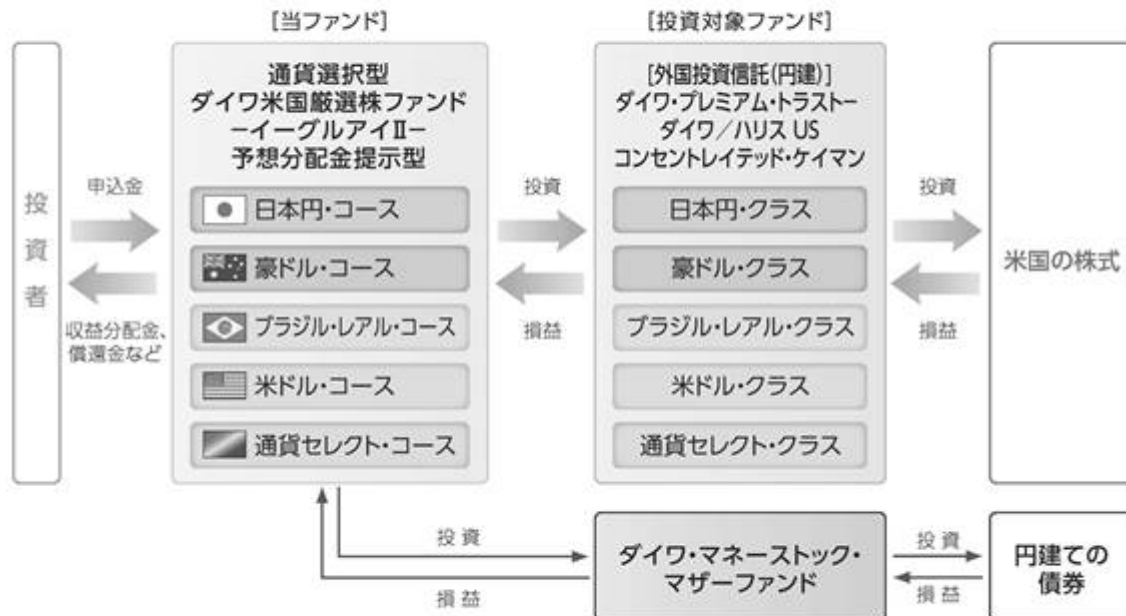 [当ファンド]
[投資対象ファンド]
投資者
申込金
収益分配金、
償還金など
通貨選択型
ダイワ米国厳選株ファンド
－イーグルアイⅡ－
予想分配金提示型
日本円・コース
豪ドル・コース
ブラジル・レアル・コース
米ドル・コース
通貨セレクト・コース
投資
損益
[外国投資信託(円建)]
ダイワ・プレミアム・トラスト－
ダイワ／ハリス US
コンセントレイテッド・ケイマン
日本円・クラス
豪ドル・クラス
ブラジル・レアル・クラス
米ドル・クラス
通貨セレクト・クラス
投資
損益
米国の株式
投資
損益
ダイワ・マネーストック・
マザーファンド
投資
損益
円建ての
債券